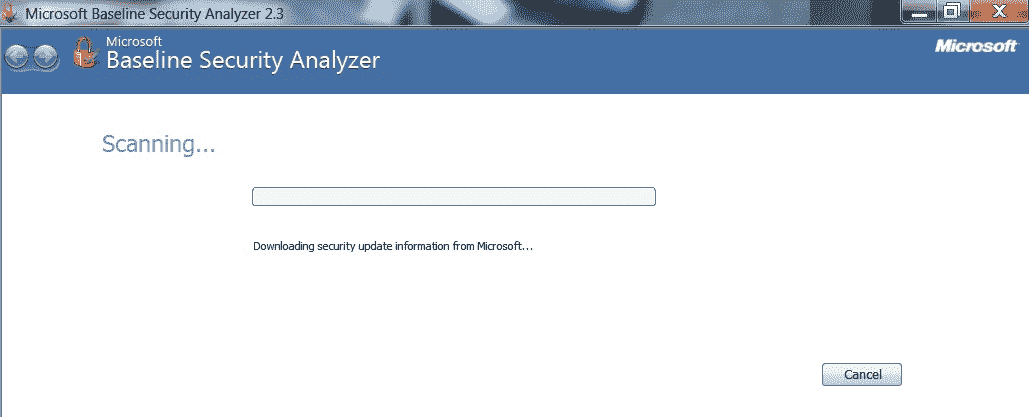 Microsoft Baseline Security Analyzer 2.3
Microsoft
Baseline Security Analyzer
Microsoft
Scanning...
Downloading security update information from Microsoft...
Cancel